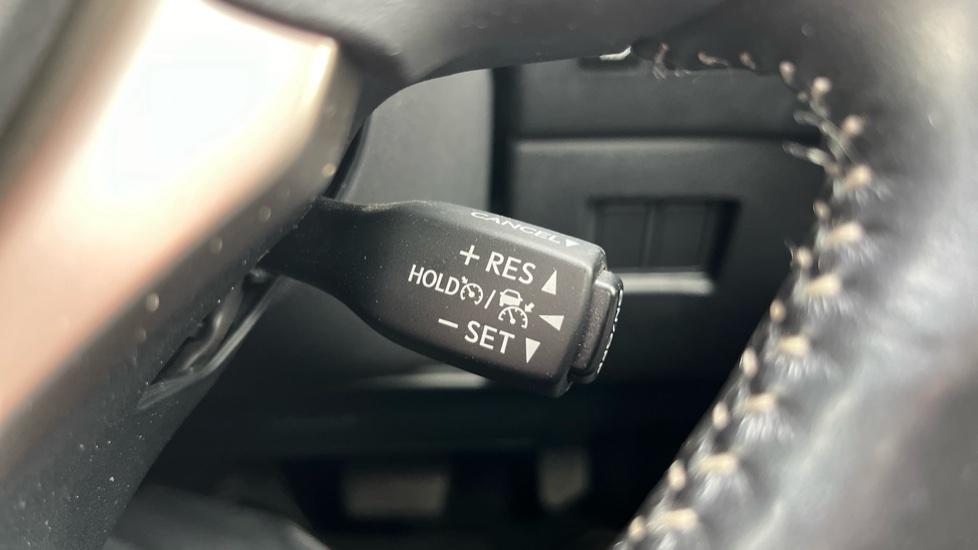 CANCEL▼
+ RES ▲
HOLD / ◀
− SET ▼